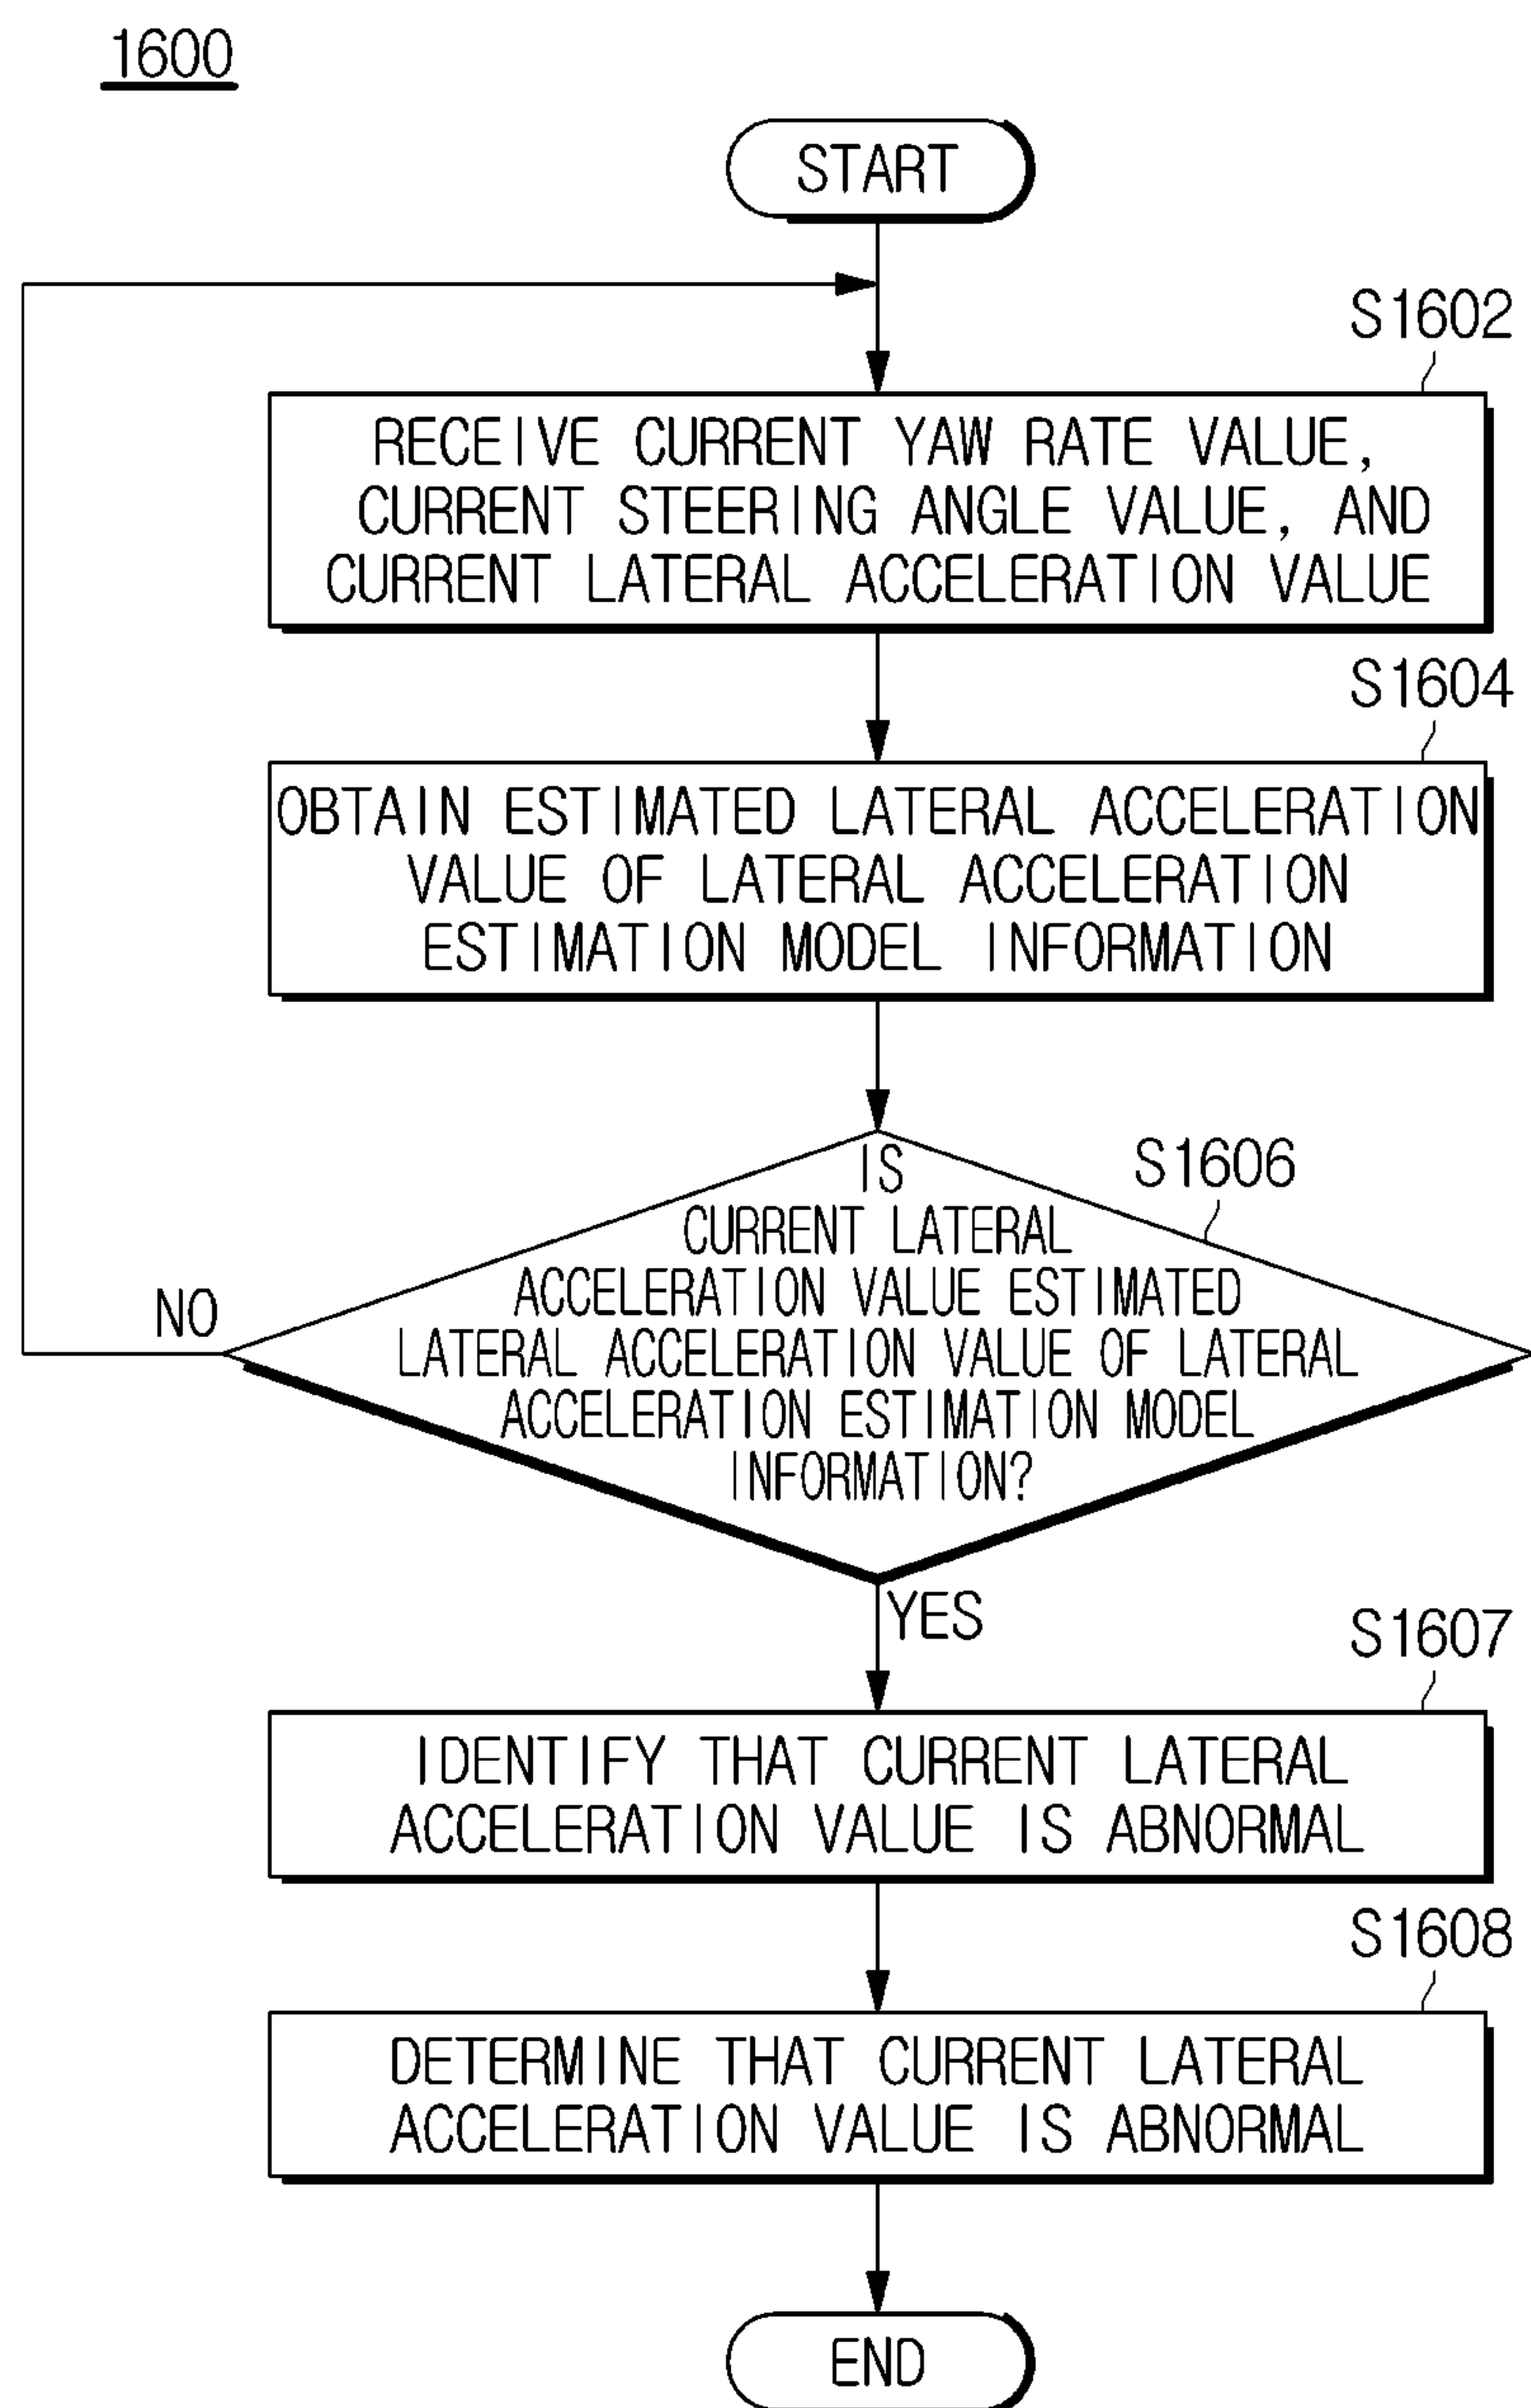 1600
START
S1602
RECEIVE CURRENT YAW RATE VALUE,
CURRENT STEERING ANGLE VALUE, AND
CURRENT LATERAL ACCELERATION VALUE
S1604
OBTAIN ESTIMATED LATERAL ACCELERATION
VALUE OF LATERAL ACCELERATION
ESTIMATION MODEL INFORMATION
S1606
IS
CURRENT LATERAL
ACCELERATION VALUE ESTIMATED
LATERAL ACCELERATION VALUE OF LATERAL
ACCELERATION ESTIMATION MODEL
INFORMATION?
NO
YES
S1607
IDENTIFY THAT CURRENT LATERAL
ACCELERATION VALUE IS ABNORMAL
S1608
DETERMINE THAT CURRENT LATERAL
ACCELERATION VALUE IS ABNORMAL
END